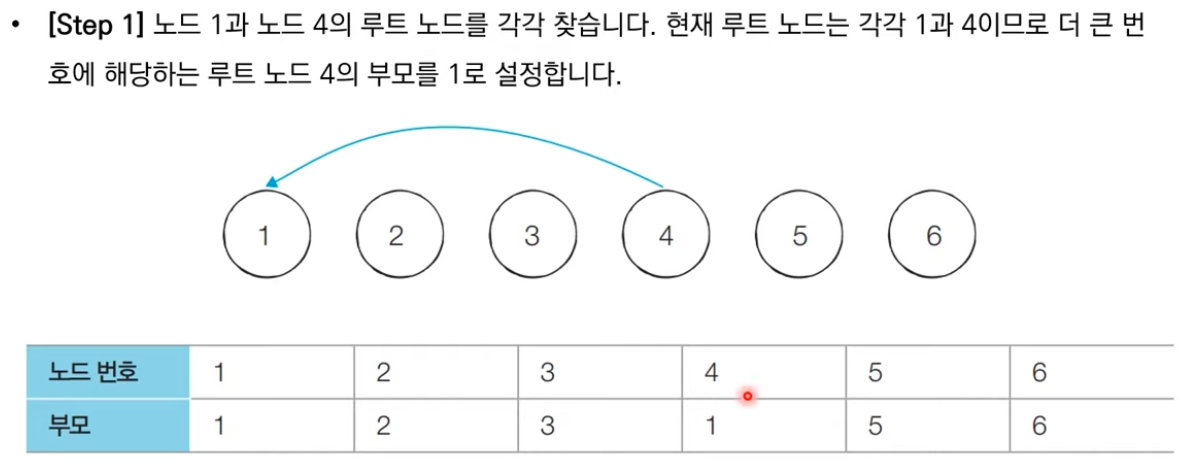 • [Step 1] 노드 1과 노드 4의 루트 노드를 각각 찾습니다. 현재 루트 노드는 각각 1과 4이므로 더 큰 번
호에 해당하는 루트 노드 4의 부모를 1로 설정합니다.
1 2 3 4 5 6
노드 번호 1 2 3 4 5 6
부모 1 2 3 1 5 6